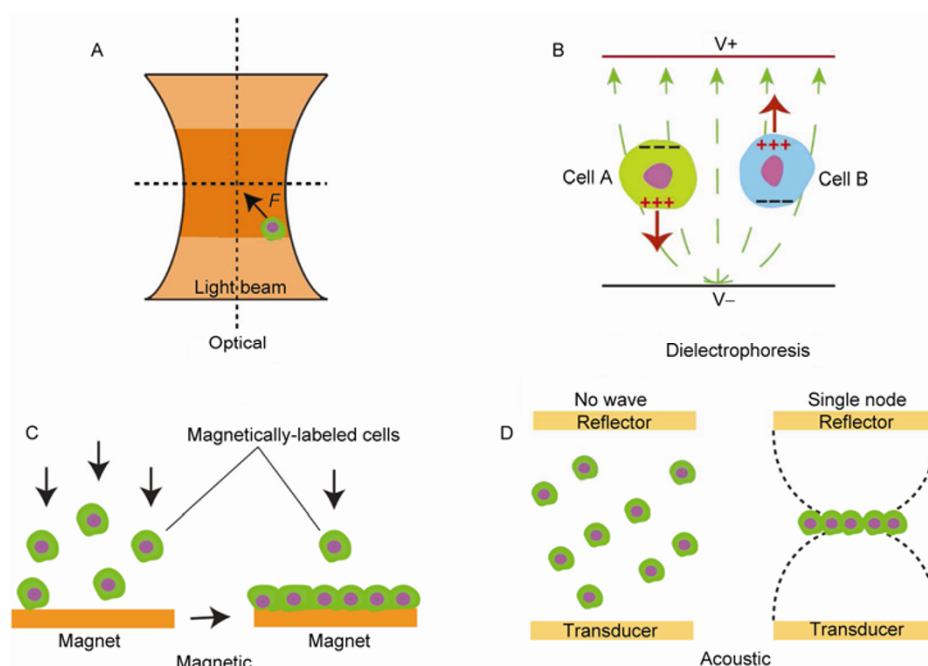 A
F
Light beam
Optical
B
V+
– – –
+++
Cell A
+++
– – –
Cell B
V–
Dielectrophoresis
C
Magnetically-labeled cells
Magnet
Magnet
Magnetic
D
No wave
Single node
Reflector
Reflector
Transducer
Transducer
Acoustic